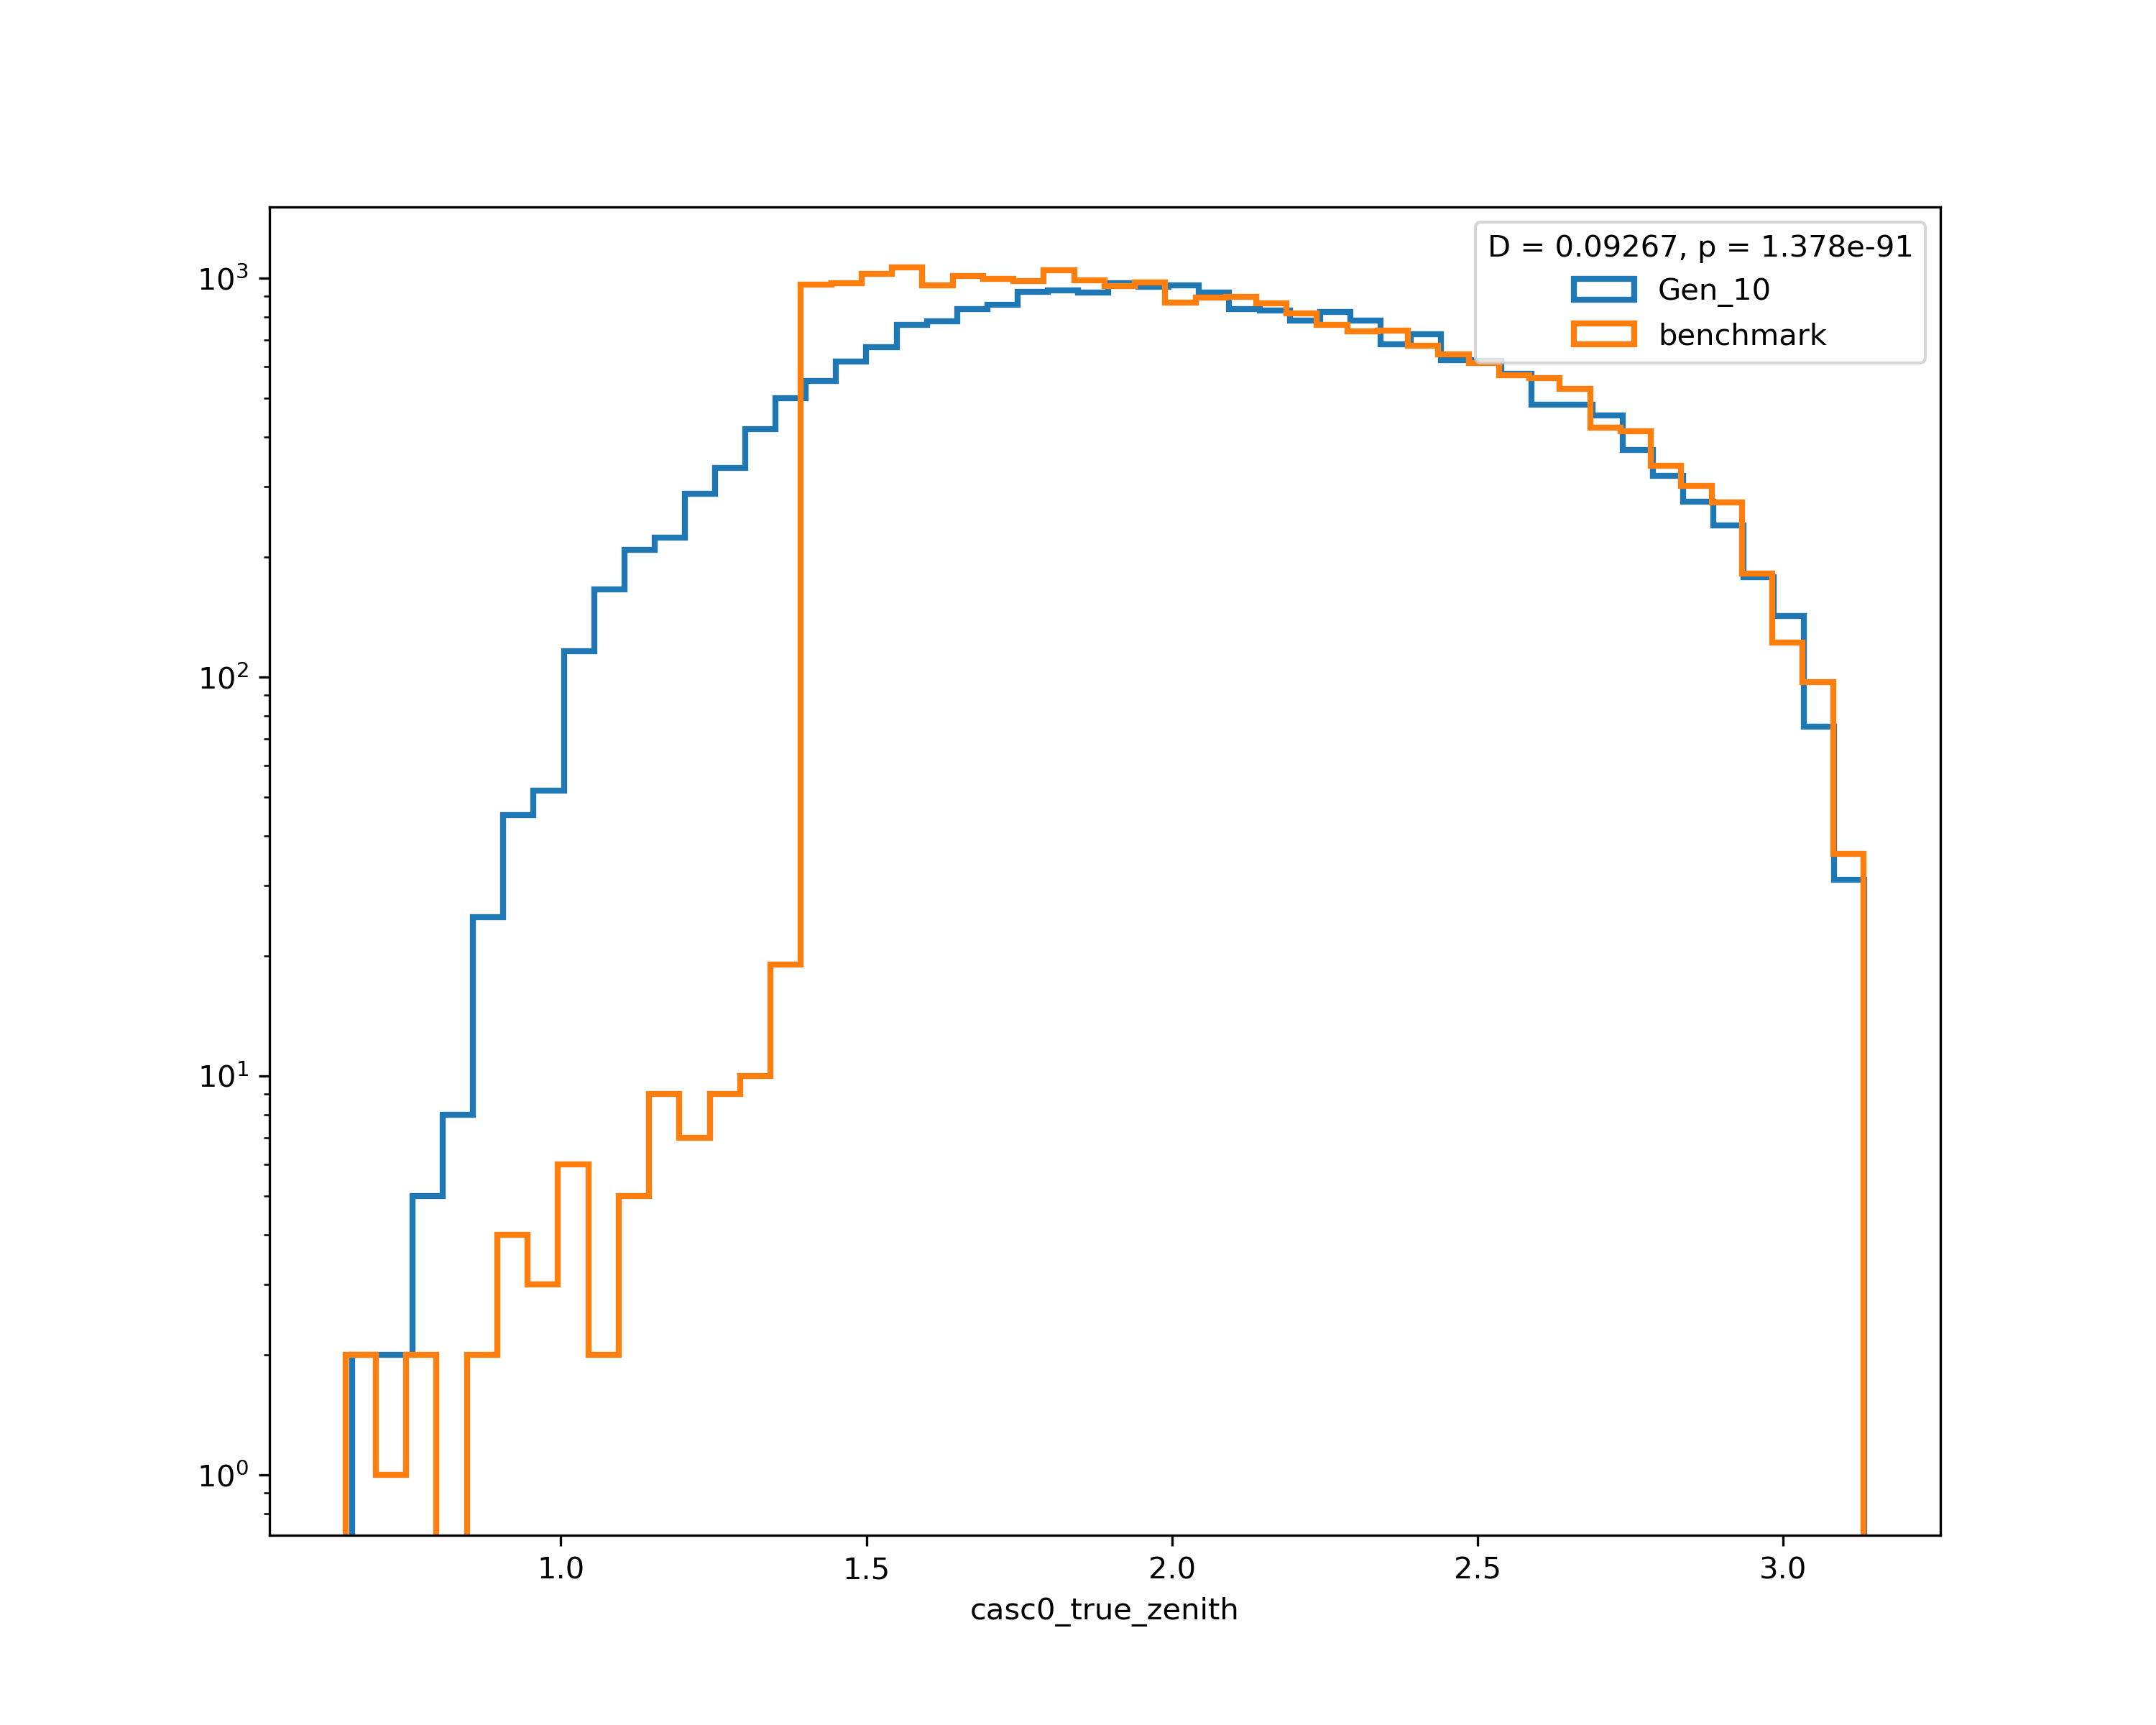 D = 0.09267, p = 1.378e-91
Gen_10
benchmark
10³
10²
10¹
10⁰
1.0 1.5 2.0 2.5 3.0
casc0_true_zenith